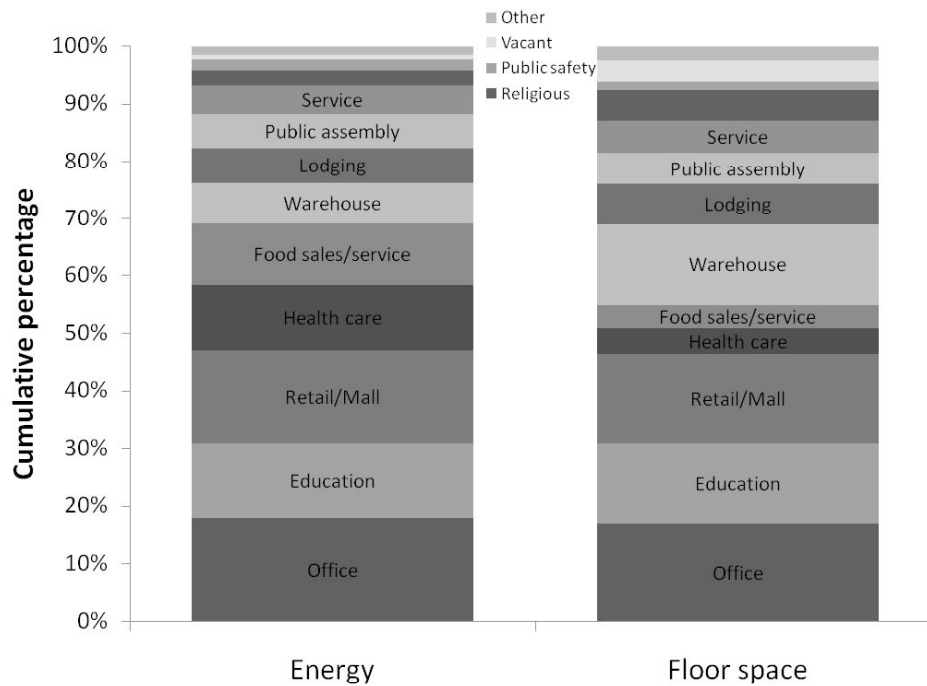 Other
Vacant
Public safety
Religious
100%
90%
80%
70%
60%
50%
40%
30%
20%
10%
0%
Cumulative percentage
Service
Public assembly
Lodging
Warehouse
Food sales/service
Health care
Retail/Mall
Education
Office
Service
Public assembly
Lodging
Warehouse
Food sales/service
Health care
Retail/Mall
Education
Office
Energy
Floor space